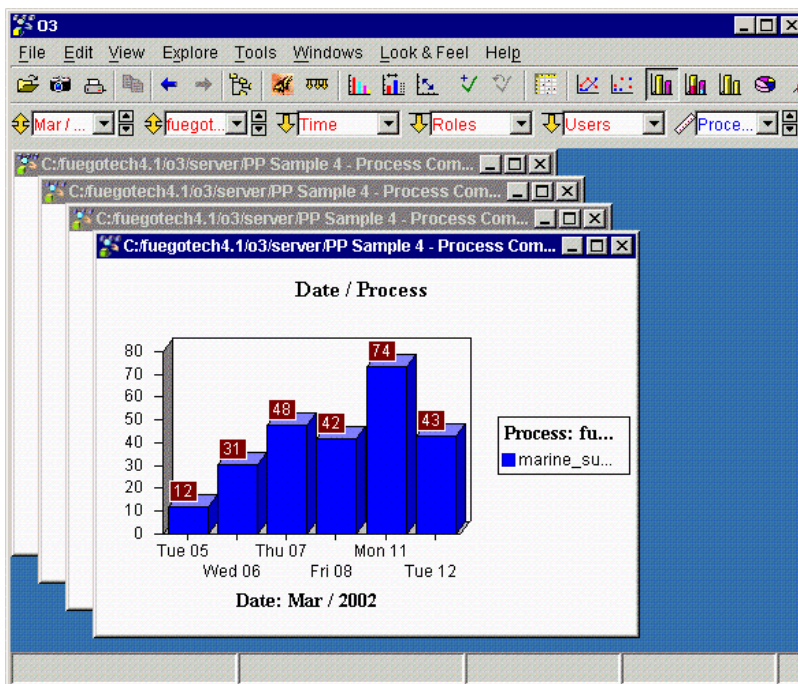 O3
File Edit View Explore Tools Windows Look & Feel Help
Mar / ... fuegot... Time Roles Users Proce...
C:/fuegotech4.1/o3/server/PP Sample 4 - Process Com...
C:/fuegotech4.1/o3/server/PP Sample 4 - Process Com...
C:/fuegotech4.1/o3/server/PP Sample 4 - Process Com...
C:/fuegotech4.1/o3/server/PP Sample 4 - Process Com...
Date / Process
80
70
60
50
40
30
20
10
0
12
31
48
42
74
43
Tue 05 Thu 07 Mon 11
Wed 06 Fri 08 Tue 12
Date: Mar / 2002
Process: fu...
marine_su...